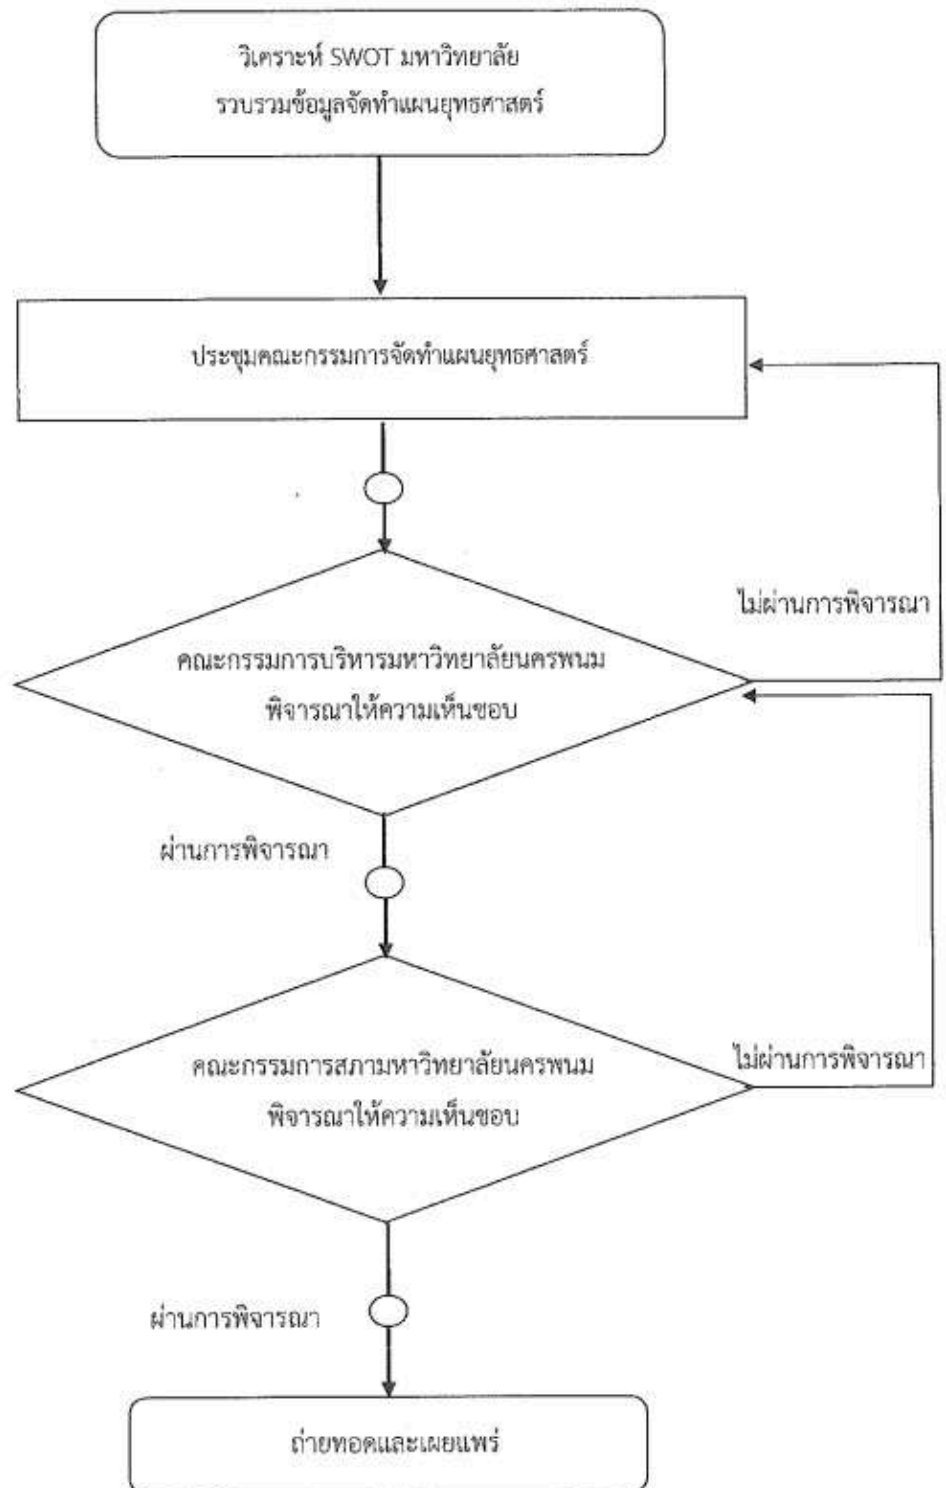 วิเคราะห์ SWOT มหาวิทยาลัย
รวบรวมข้อมูลจัดทำแผนยุทธศาสตร์
ประชุมคณะกรรมการจัดทำแผนยุทธศาสตร์
ไม่ผ่านการพิจารณา
คณะกรรมการบริหารมหาวิทยาลัยนครพนม
พิจารณาให้ความเห็นชอบ
ผ่านการพิจารณา
ไม่ผ่านการพิจารณา
คณะกรรมการสภามหาวิทยาลัยนครพนม
พิจารณาให้ความเห็นชอบ
ผ่านการพิจารณา
ถ่ายทอดและเผยแพร่